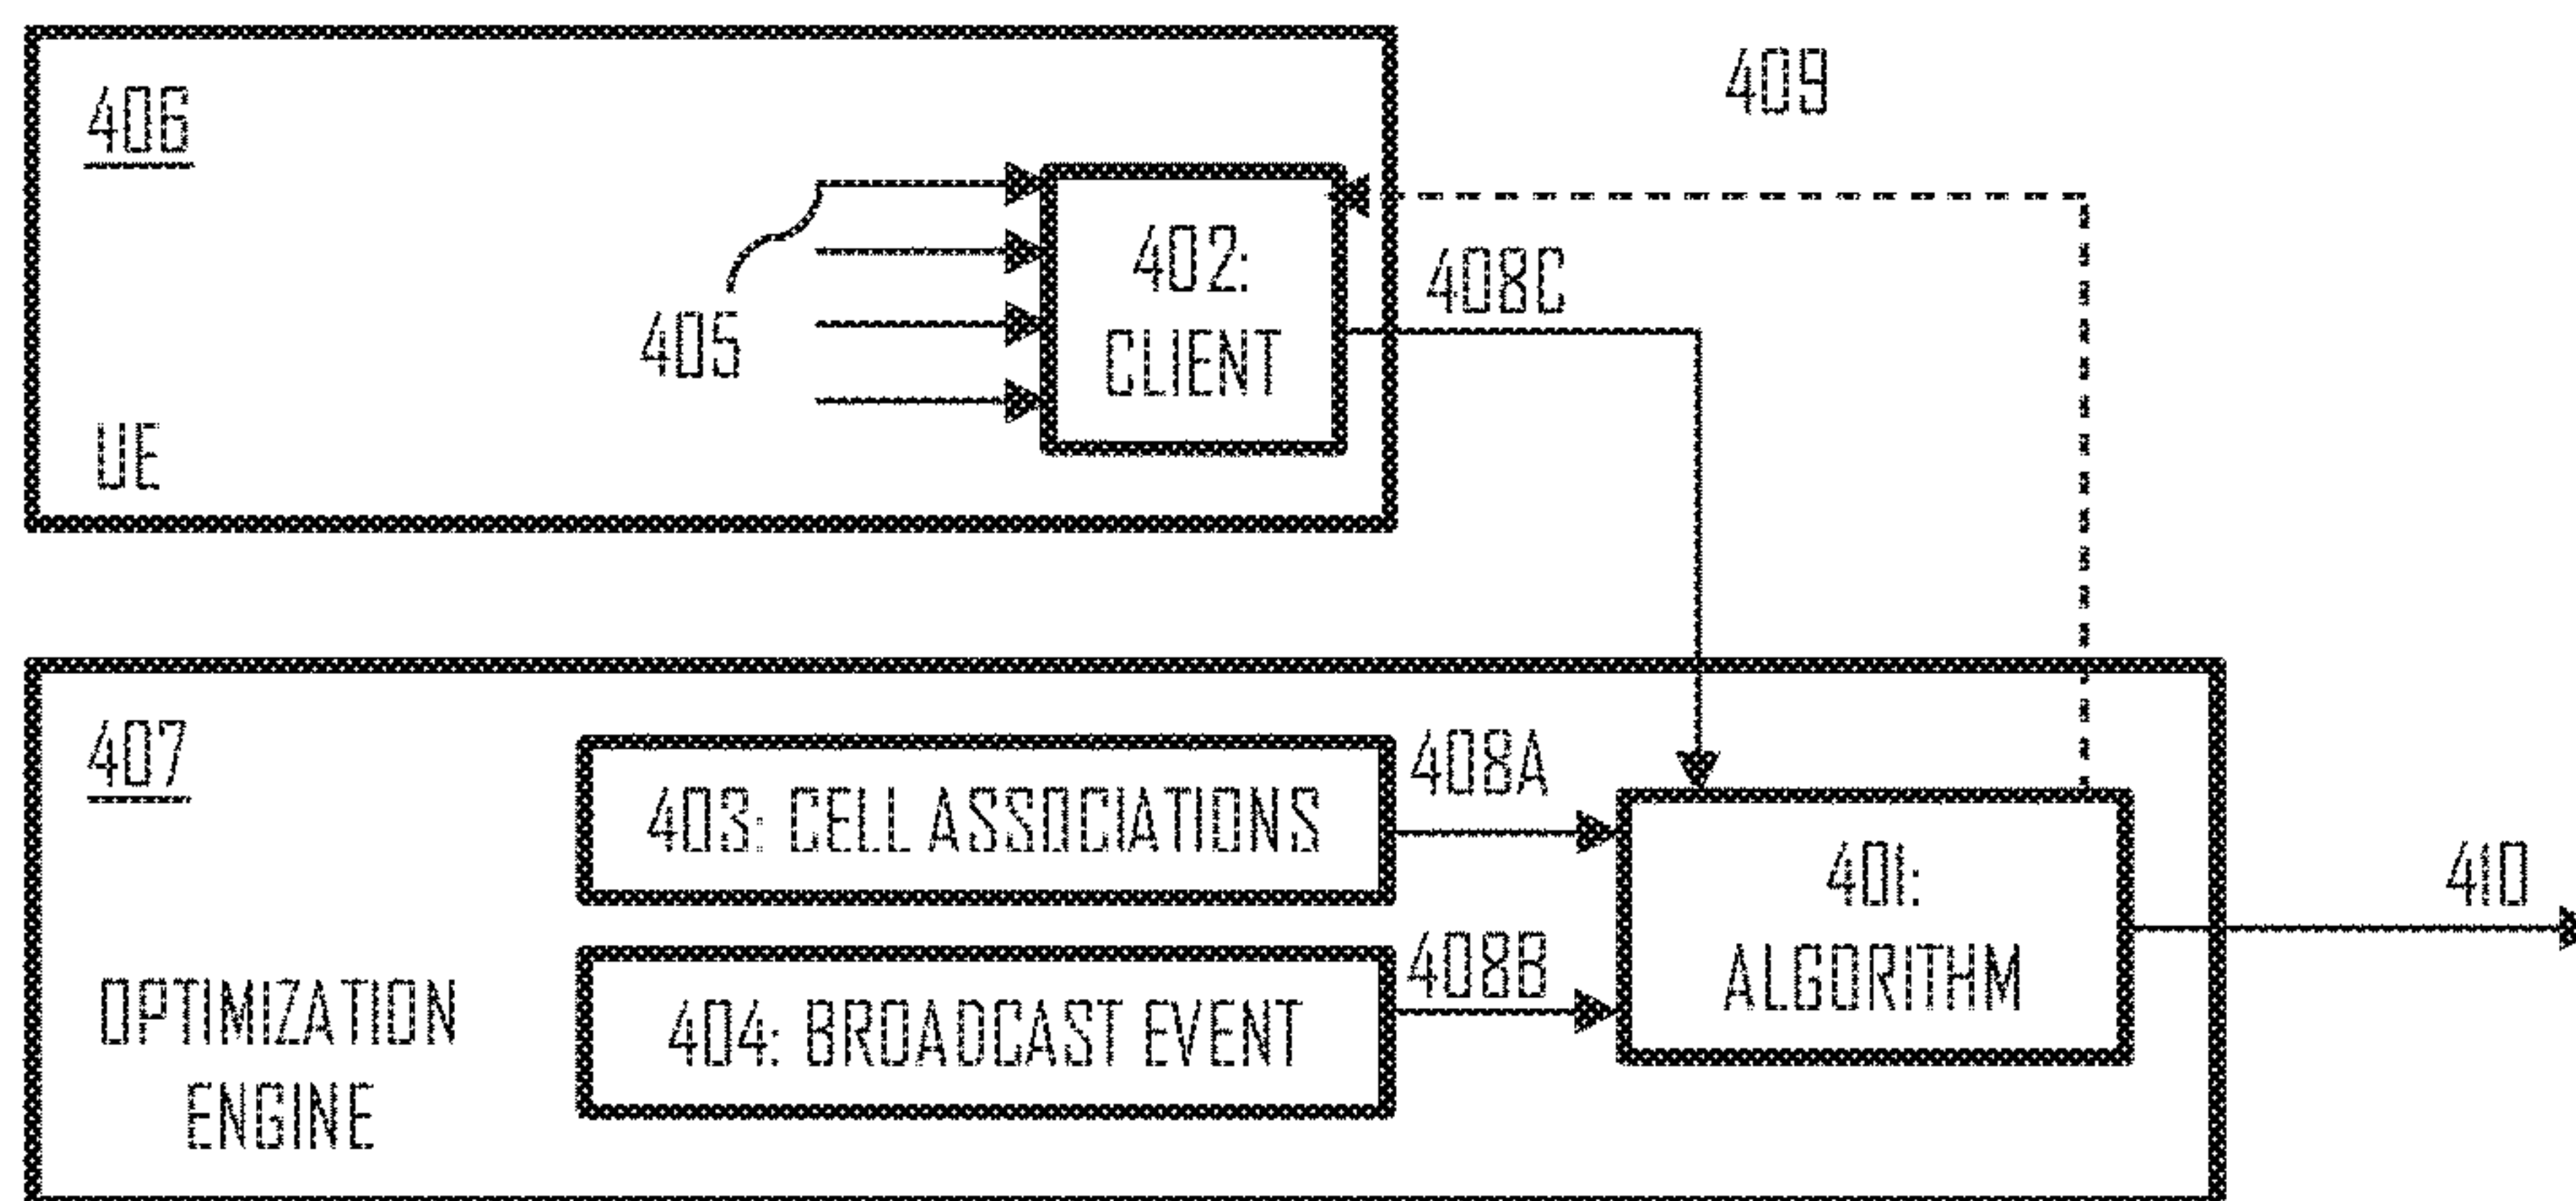 406
409
402:
CLIENT
408C
405
UE
407
408A
403: CELL ASSOCIATIONS
401:
ALGORITHM
410
408B
404: BROADCAST EVENT
OPTIMIZATION
ENGINE